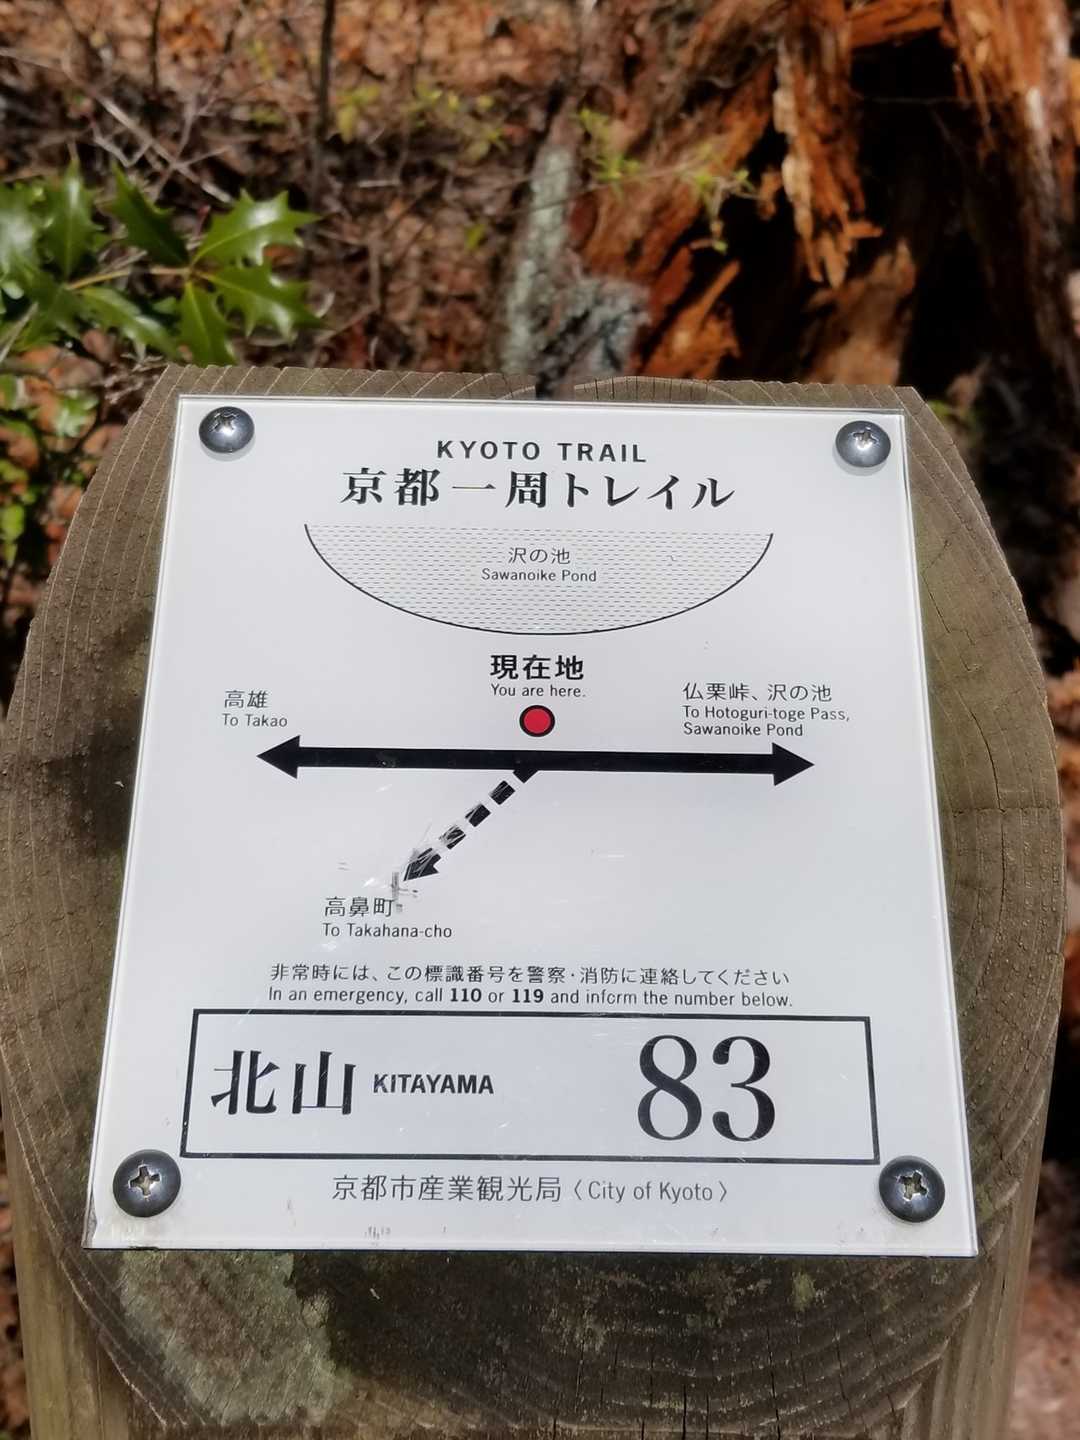 KYOTO TRAIL
京都一周トレイル
沢の池
Sawanoike Pond
現在地
You are here.
高雄
To Takao
仏栗峠、沢の池
To Hotoguri-toge Pass,
Sawanoike Pond
高鼻町
To Takahana-cho
非常時には、この標識番号を警察・消防に連絡してください
In an emergency, call 110 or 119 and inform the number below.
北山 KITAYAMA 83
京都市産業観光局〈City of Kyoto〉